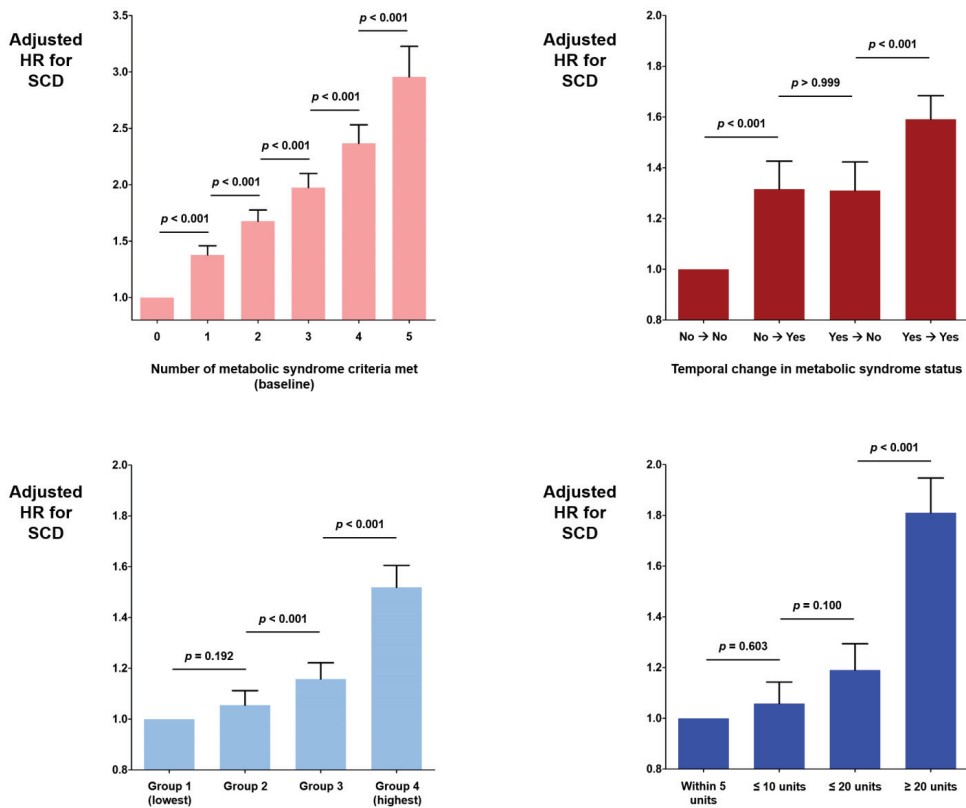 Adjusted
HR for
SCD
3.5
3.0
2.5
2.0
1.5
1.0
p < 0.001
p < 0.001
p < 0.001
p < 0.001
p < 0.001
0
1
2
3
4
5
Number of metabolic syndrome criteria met
(baseline)
Adjusted
HR for
SCD
2.0
1.8
1.6
1.4
1.2
1.0
0.8
p < 0.001
p > 0.999
p < 0.001
No → No
No → Yes
Yes → No
Yes → Yes
Temporal change in metabolic syndrome status
Adjusted
HR for
SCD
2.0
1.8
1.6
1.4
1.2
1.0
0.8
p = 0.192
p < 0.001
p < 0.001
Group 1
(lowest)
Group 2
Group 3
Group 4
(highest)
Adjusted
HR for
SCD
2.0
1.8
1.6
1.4
1.2
1.0
0.8
p = 0.603
p = 0.100
p < 0.001
Within 5
units
≤ 10 units
≤ 20 units
≥ 20 units